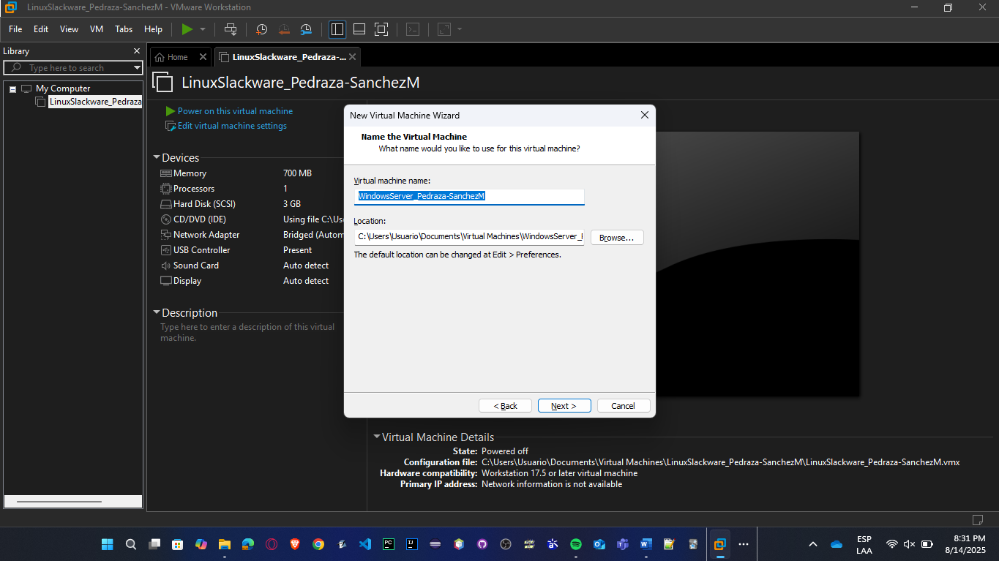 LinuxSlackware_Pedraza-SanchezM - VMware Workstation
File Edit View VM Tabs Help
Library
Type here to search
My Computer
LinuxSlackware_Pedraza
Home
LinuxSlackware_Pedraza-...
LinuxSlackware_Pedraza-SanchezM
Power on this virtual machine
Edit virtual machine settings
Devices
Memory 700 MB
Processors 1
Hard Disk (SCSI) 3 GB
CD/DVD (IDE) Using file C:\Use
Network Adapter Bridged (Autom
USB Controller Present
Sound Card Auto detect
Display Auto detect
Description
Type here to enter a description of this virtual
machine.
New Virtual Machine Wizard
Name the Virtual Machine
What name would you like to use for this virtual machine?
Virtual machine name:
WindowsServer_Pedraza-SanchezM
Location:
C:\Users\Usuario\Documents\Virtual Machines\WindowsServer_
Browse...
The default location can be changed at Edit > Preferences.
< Back Next > Cancel
Virtual Machine Details
State: Powered off
Configuration file: C:\Users\Usuario\Documents\Virtual Machines\LinuxSlackware_Pedraza-SanchezM\LinuxSlackware_Pedraza-SanchezM.vmx
Hardware compatibility: Workstation 17.5 or later virtual machine
Primary IP address: Network information is not available
ESP
LAA
8:31 PM
8/14/2025